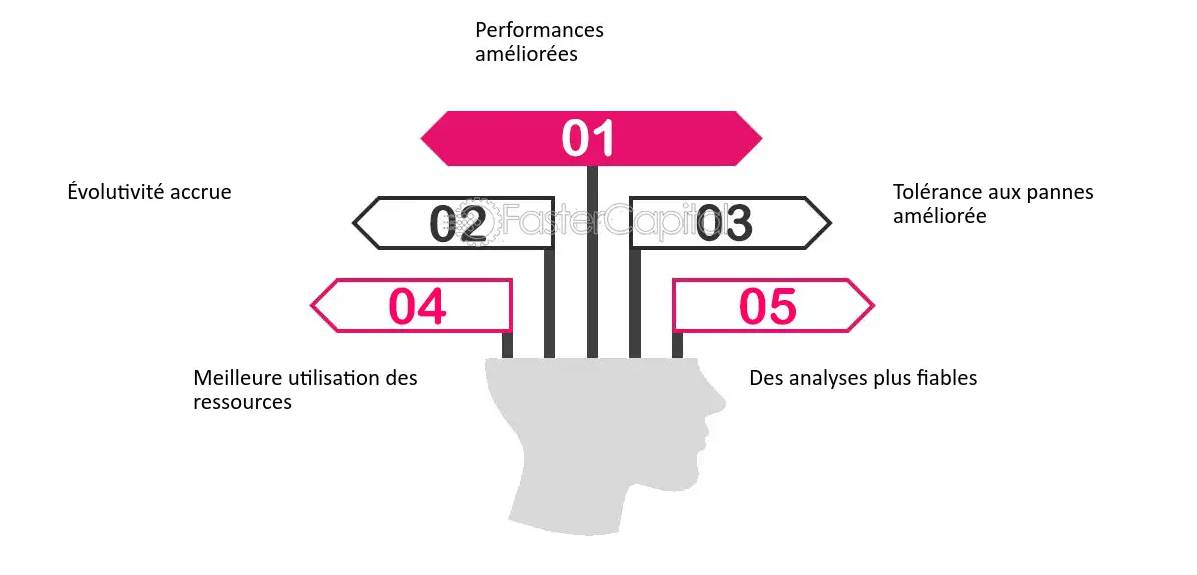 Performances
améliorées
01
Évolutivité accrue
02
FasterCapital
03
Tolérance aux pannes
améliorée
04
05
Meilleure utilisation des
ressources
Des analyses plus fiables